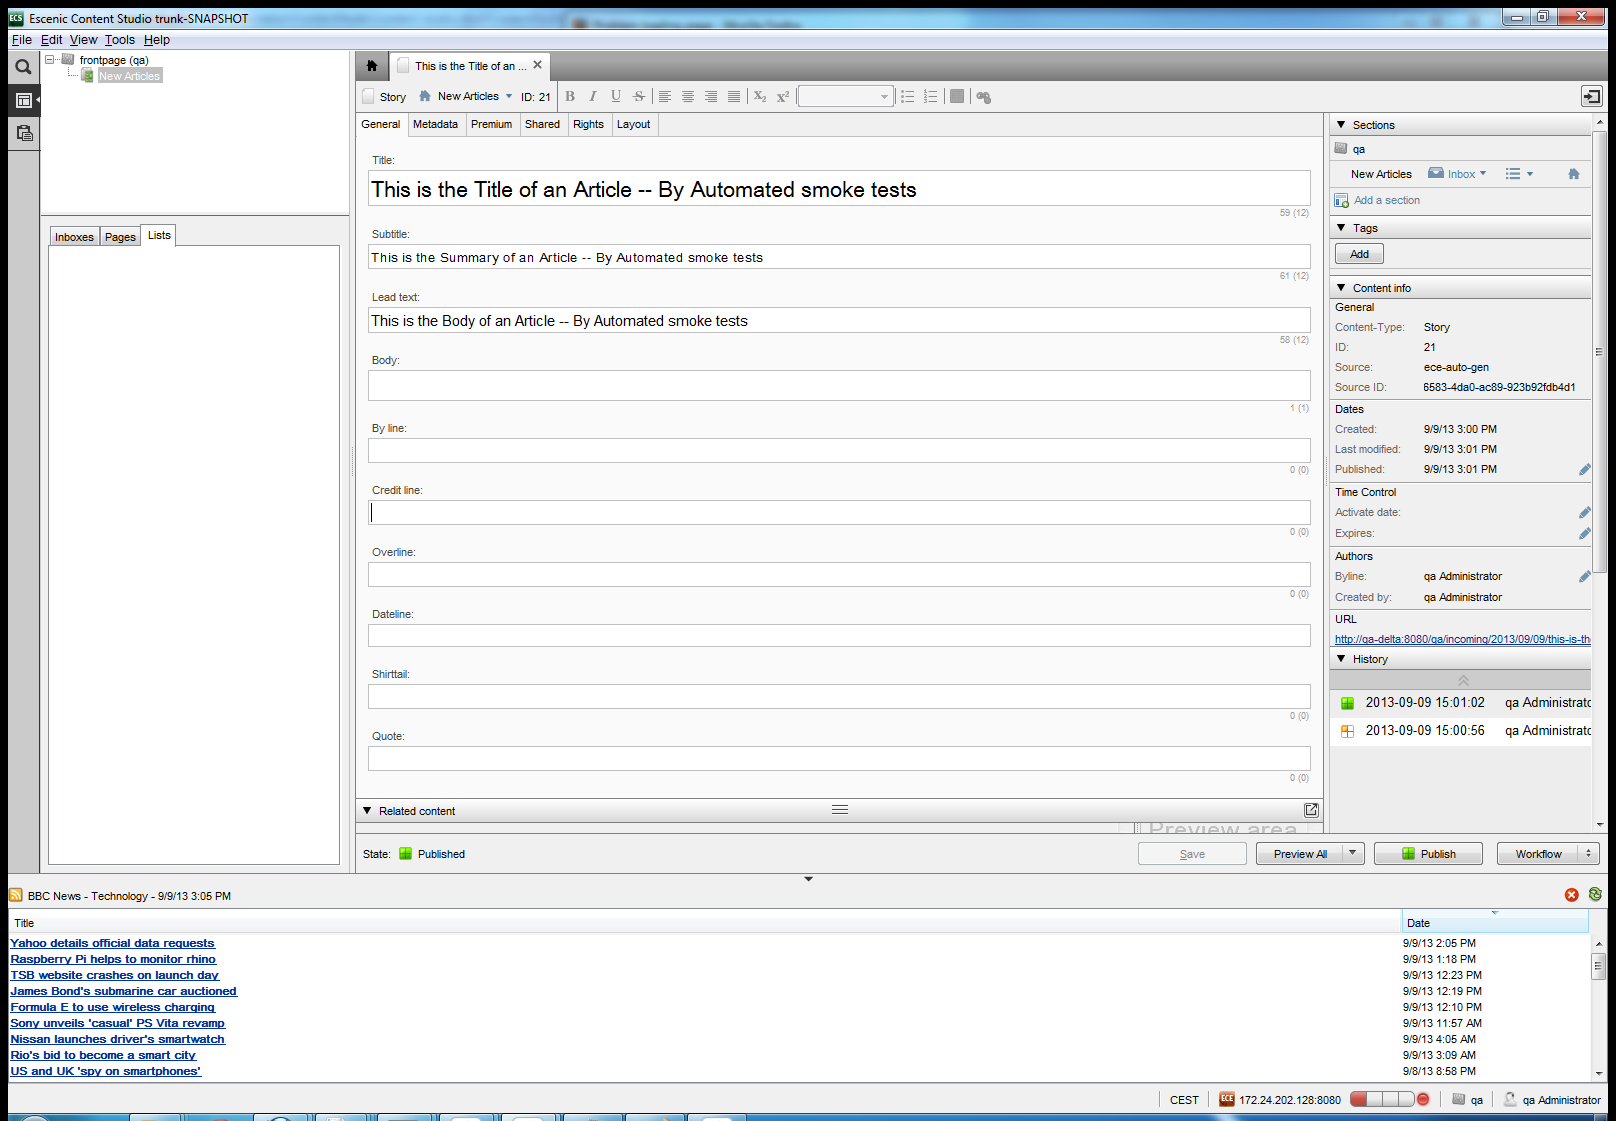 Escenic Content Studio trunk-SNAPSHOT
File Edit View Tools Help
frontpage (qa)
New Articles
Inboxes Pages Lists
This is the Title of an ...
Story New Articles ID: 21 B I U S X2 X2
General Metadata Premium Shared Rights Layout
Title:
This is the Title of an Article -- By Automated smoke tests
59 (12)
Subtitle:
This is the Summary of an Article -- By Automated smoke tests
61 (12)
Lead text:
This is the Body of an Article -- By Automated smoke tests
58 (12)
Body:
1 (1)
By line:
0 (0)
Credit line:
0 (0)
Overline:
0 (0)
Dateline:
Shirttail:
0 (0)
Quote:
0 (0)
Related content
Preview area
State: Published Save Preview All Publish Workflow
Sections
qa
New Articles Inbox
Add a section
Tags
Add
Content info
General
Content-Type: Story
ID: 21
Source: ece-auto-gen
Source ID: 6583-4da0-ac89-923b92fdb4d1
Dates
Created: 9/9/13 3:00 PM
Last modified: 9/9/13 3:01 PM
Published: 9/9/13 3:01 PM
Time Control
Activate date:
Expires:
Authors
Byline: qa Administrator
Created by: qa Administrator
URL
http://qa-delta:8080/qa/incoming/2013/09/09/this-is-th
History
2013-09-09 15:01:02 qa Administratc
2013-09-09 15:00:56 qa Administratc
BBC News - Technology - 9/9/13 3:05 PM
Title Date
Yahoo details official data requests 9/9/13 2:05 PM
Raspberry Pi helps to monitor rhino 9/9/13 1:18 PM
TSB website crashes on launch day 9/9/13 12:23 PM
James Bond's submarine car auctioned 9/9/13 12:19 PM
Formula E to use wireless charging 9/9/13 12:10 PM
Sony unveils 'casual' PS Vita revamp 9/9/13 11:57 AM
Nissan launches driver's smartwatch 9/9/13 4:05 AM
Rio's bid to become a smart city 9/9/13 3:09 AM
US and UK 'spy on smartphones' 9/8/13 8:58 PM
CEST ECE 172.24.202.128:8080 qa qa Administrator